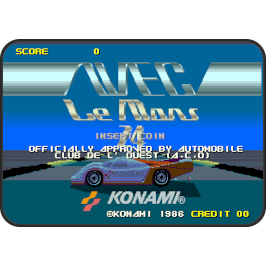 SCORE 0
AVEC
Le Mans
24
INSERT COIN
OFFICIALLY APPROVED BY AUTOMOBILE
CLUB DE L'OUEST (A.C.O)
KONAMI®
©KONAMI 1986 CREDIT 00